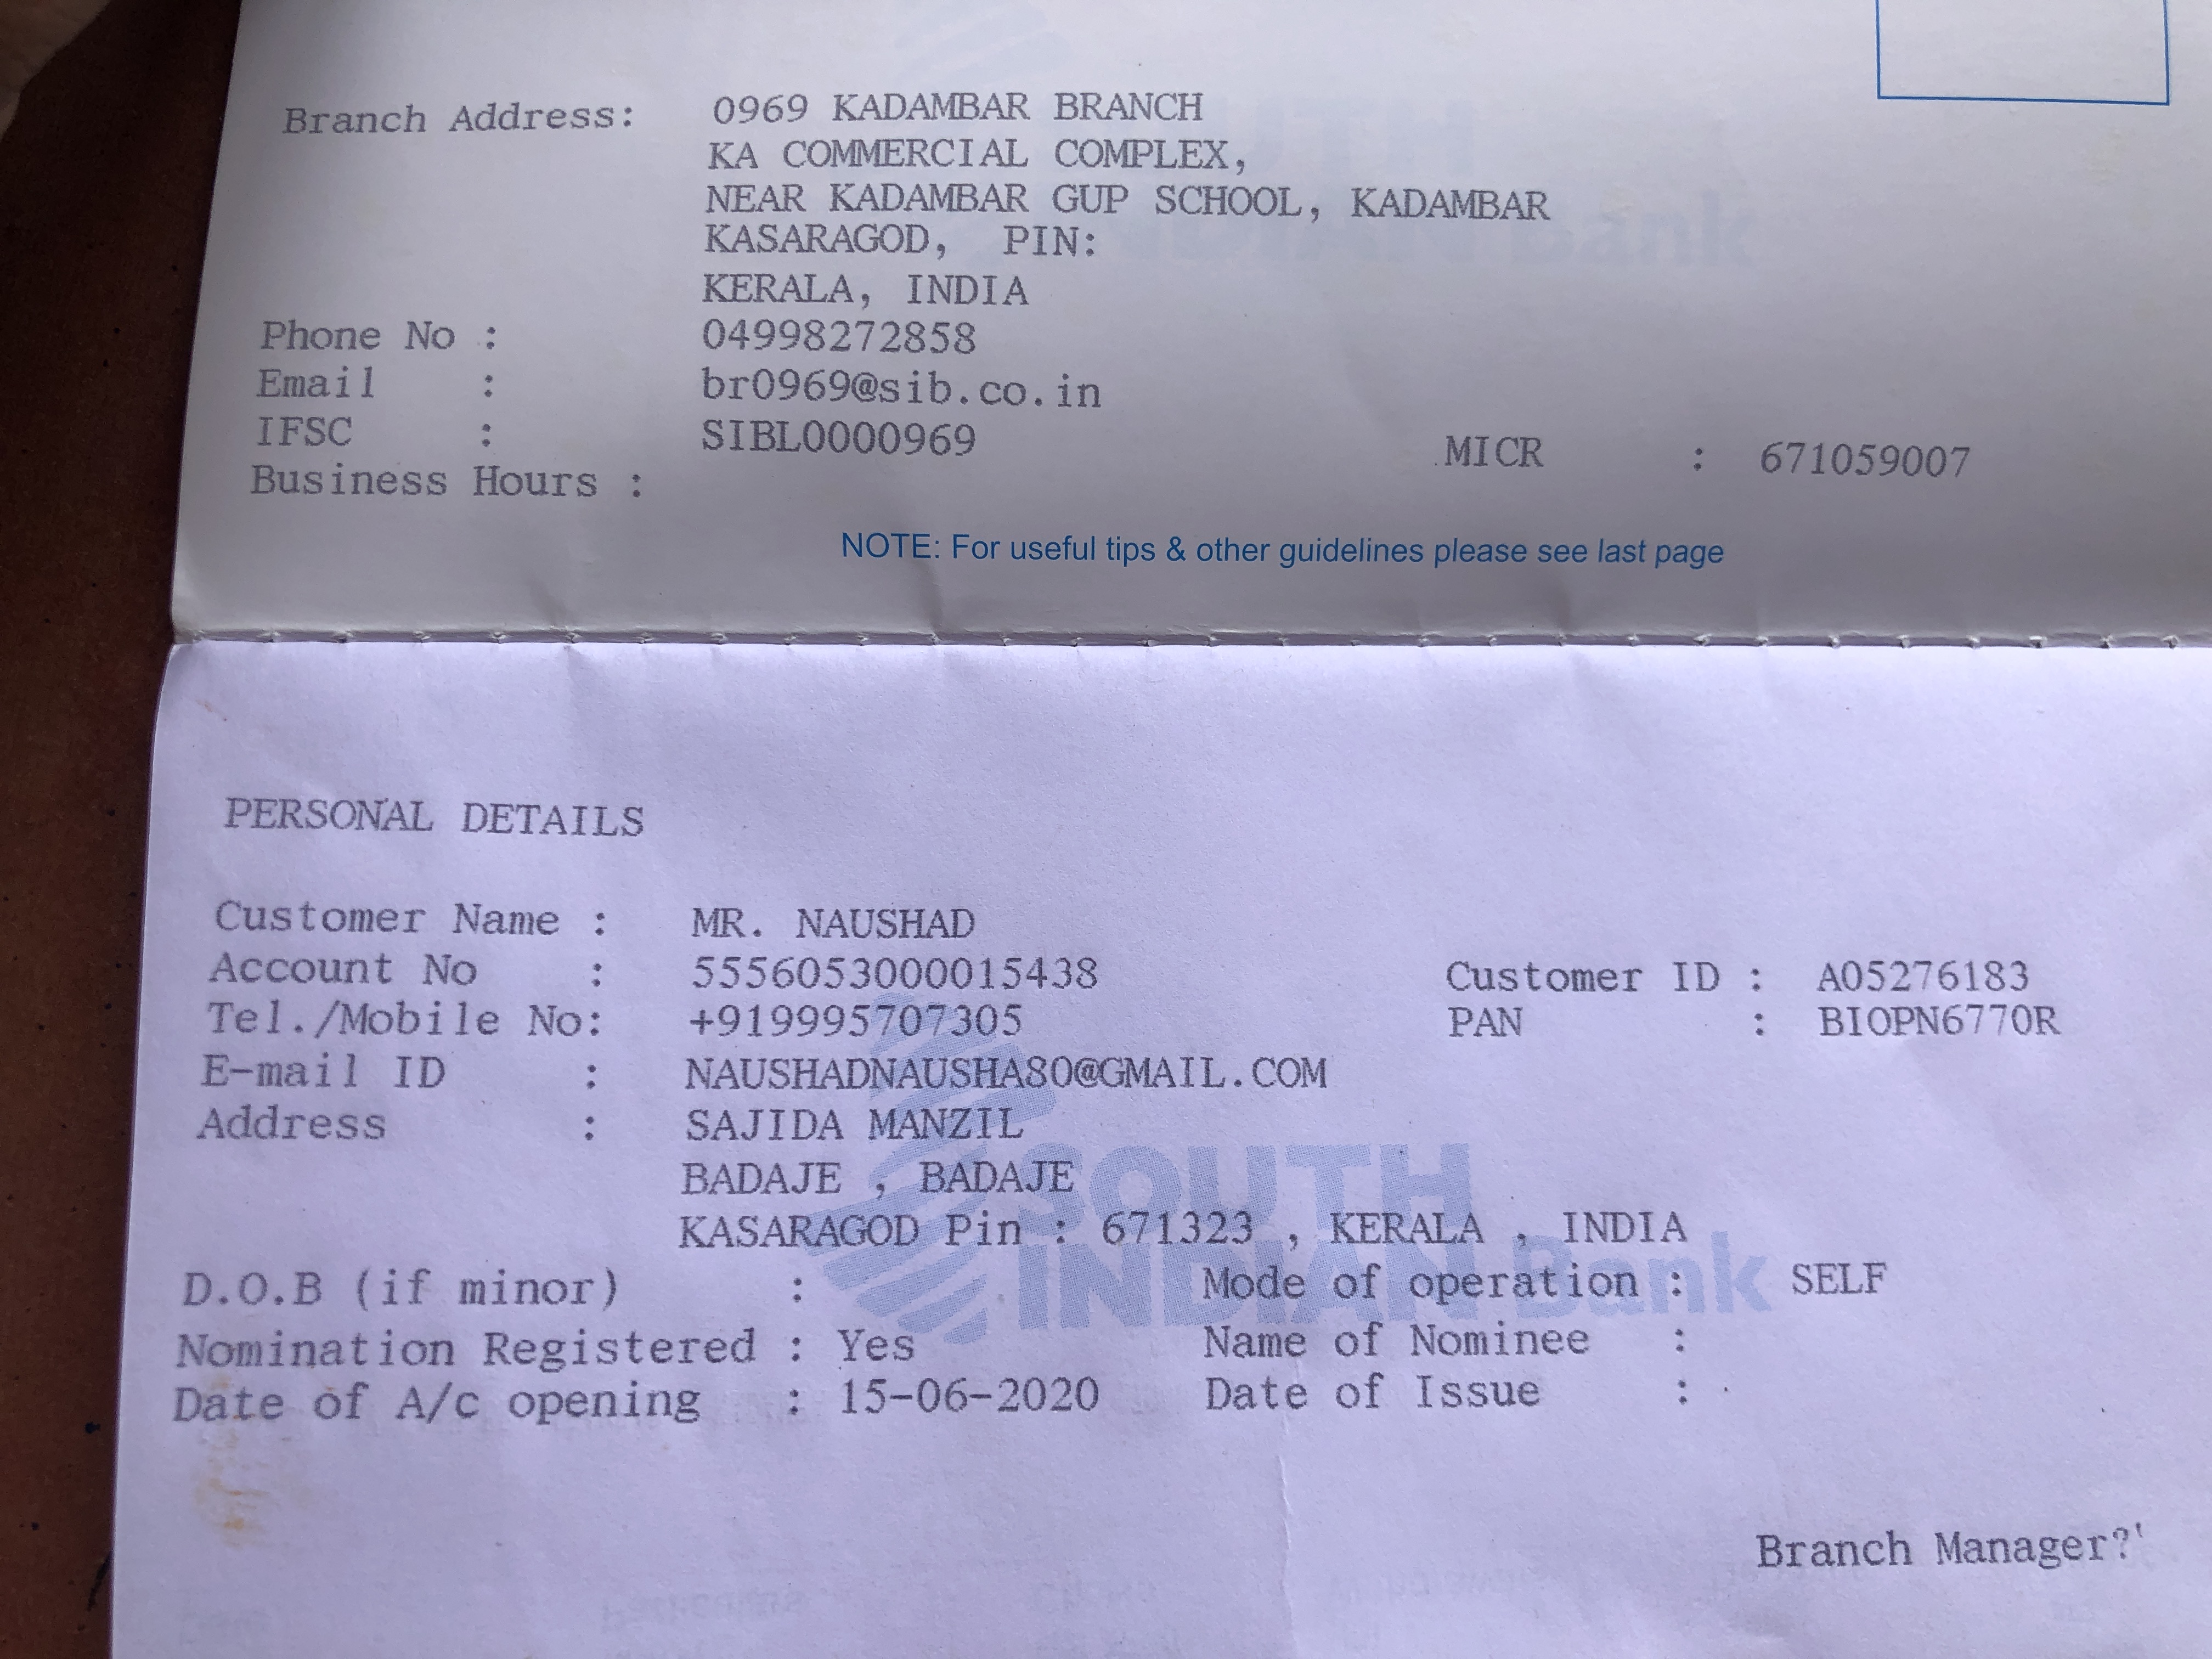 Branch Address: 0969 KADAMBAR BRANCH
KA COMMERCIAL COMPLEX,
NEAR KADAMBAR GUP SCHOOL, KADAMBAR
KASARAGOD, PIN:
KERALA, INDIA
Phone No : 04998272858
Email : br0969@sib.co.in
IFSC : SIBL0000969 MICR : 671059007
Business Hours :
NOTE: For useful tips & other guidelines please see last page
PERSONAL DETAILS
Customer Name : MR. NAUSHAD
Account No : 5556053000015438 Customer ID : A05276183
Tel./Mobile No: +919995707305 PAN : BIOPN6770R
E-mail ID : NAUSHADNAUSHA80@GMAIL.COM
Address : SAJIDA MANZIL
BADAJE , BADAJE
KASARAGOD Pin : 671323 , KERALA , INDIA
D.O.B (if minor) : Mode of operation : SELF
Nomination Registered : Yes Name of Nominee :
Date of A/c opening : 15-06-2020 Date of Issue :
Branch Manager?'
SOUTH
INDIAN Bank